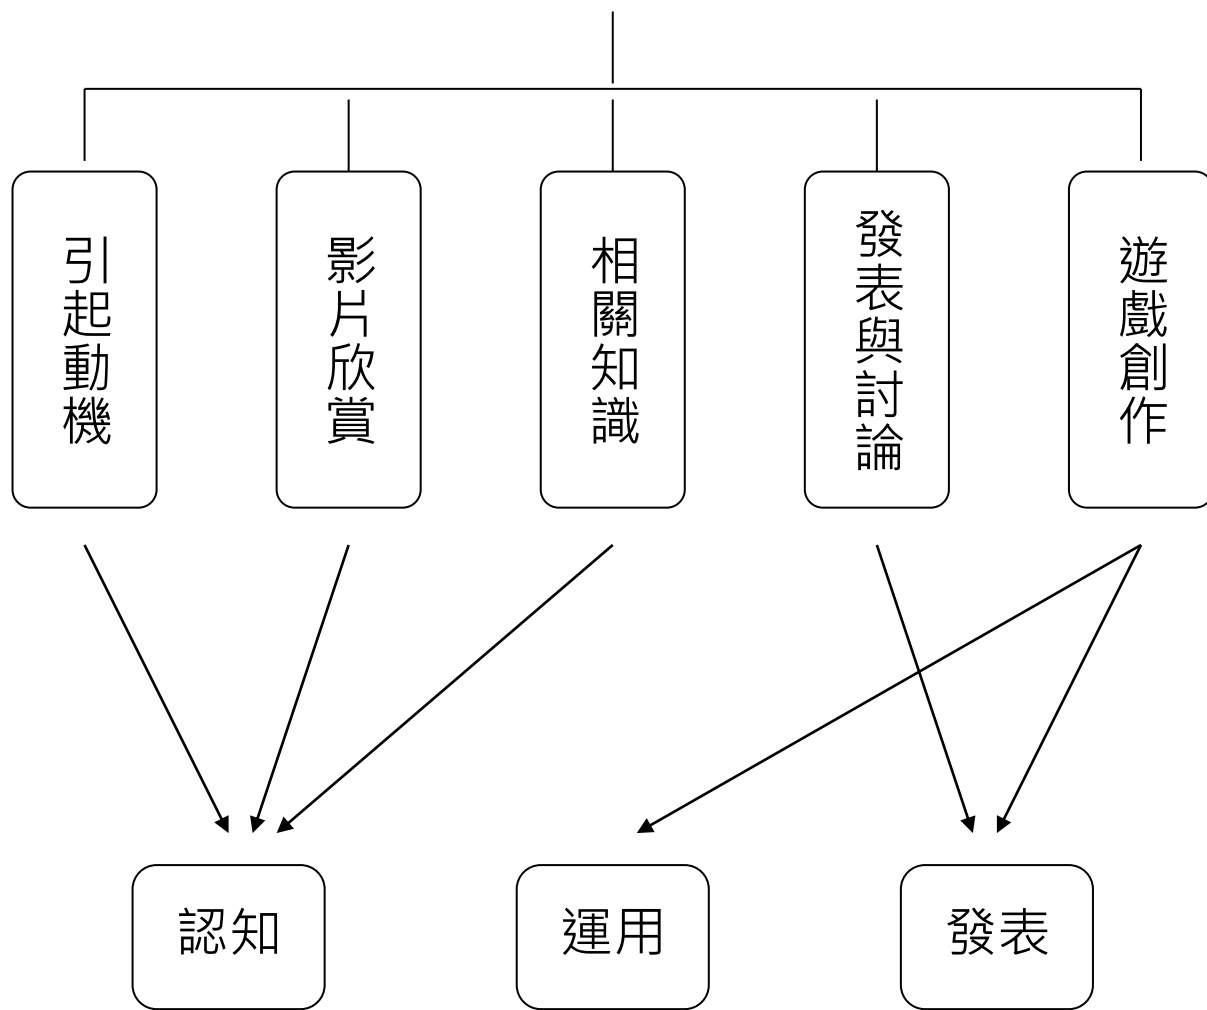 引起動機
影片欣賞
相關知識
發表與討論
遊戲創作
認知
運用
發表